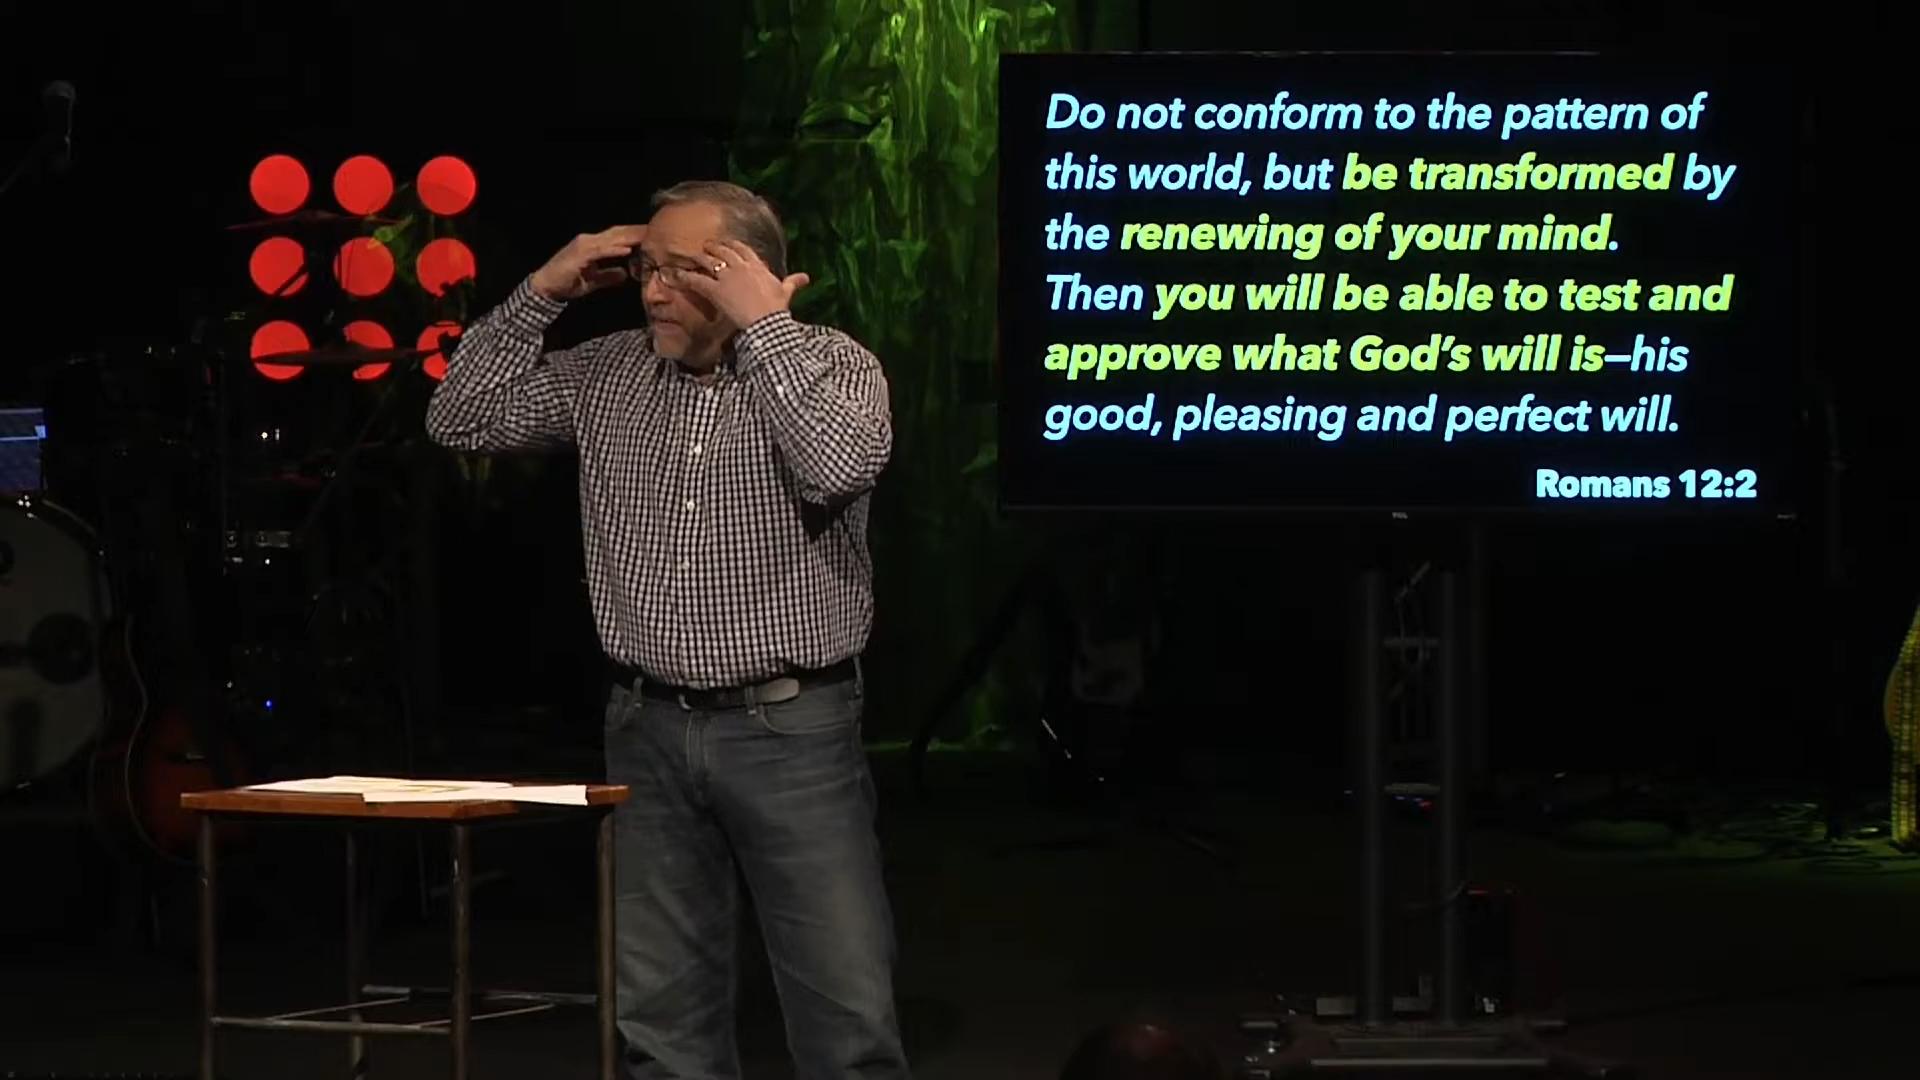 Do not conform to the pattern of
this world, but be transformed by
the renewing of your mind.
Then you will be able to test and
approve what God's will is—his
good, pleasing and perfect will.
Romans 12:2
TCL